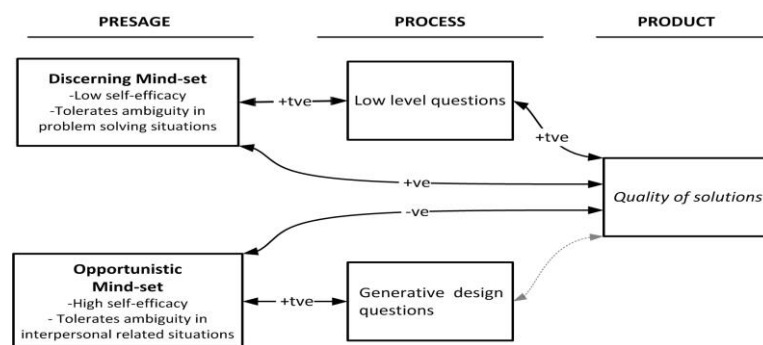 PRESAGE
PROCESS
PRODUCT
Discerning Mind-set
-Low self-efficacy
-Tolerates ambiguity in
problem solving situations
+tve
Low level questions
+tve
+ve
Quality of solutions
-ve
Opportunistic
Mind-set
-High self-efficacy
- Tolerates ambiguity in
interpersonal related situations
+tve
Generative design
questions